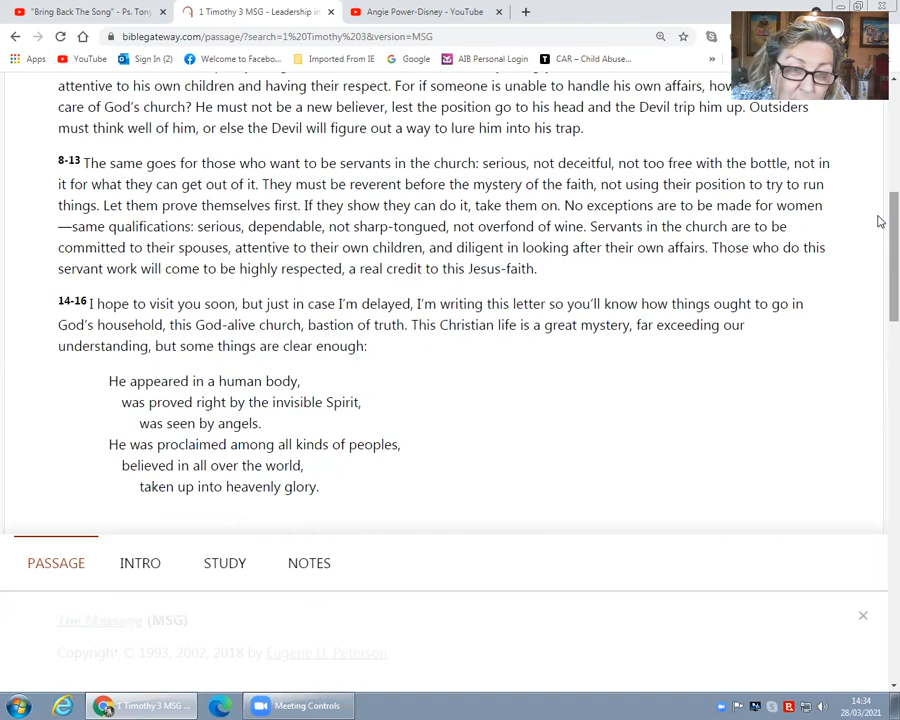 "Bring Back The Song" - Ps. Tony
1 Timothy 3 MSG - Leadership in
Angie Power-Disney - YouTube
biblegateway.com/passage/?search=1%20Timothy%203&version=MSG
Apps YouTube Sign In (2) Welcome to Facebo... Imported From IE Google AIB Personal Login CAR – Child Abuse... »
attentive to his own children and having their respect. For if someone is unable to handle his own affairs,
care of God's church? He must not be a new believer, lest the position go to his head and the Devil trip him up. Outsiders
must think well of him, or else the Devil will figure out a way to lure him into his trap.
8-13 The same goes for those who want to be servants in the church: serious, not deceitful, not too free with the bottle, not in
it for what they can get out of it. They must be reverent before the mystery of the faith, not using their position to try to run
things. Let them prove themselves first. If they show they can do it, take them on. No exceptions are to be made for women
—same qualifications: serious, dependable, not sharp-tongued, not overfond of wine. Servants in the church are to be
committed to their spouses, attentive to their own children, and diligent in looking after their own affairs. Those who do this
servant work will come to be highly respected, a real credit to this Jesus-faith.
14-16 I hope to visit you soon, but just in case I'm delayed, I'm writing this letter so you'll know how things ought to go in
God's household, this God-alive church, bastion of truth. This Christian life is a great mystery, far exceeding our
understanding, but some things are clear enough:
He appeared in a human body,
was proved right by the invisible Spirit,
was seen by angels.
He was proclaimed among all kinds of peoples,
believed in all over the world,
taken up into heavenly glory.
PASSAGE INTRO STUDY NOTES
The Message (MSG)
Copyright © 1993, 2002, 2018 by Eugene H. Peterson
1 Timothy 3 MSG ... Meeting Controls
14:34
28/03/2021